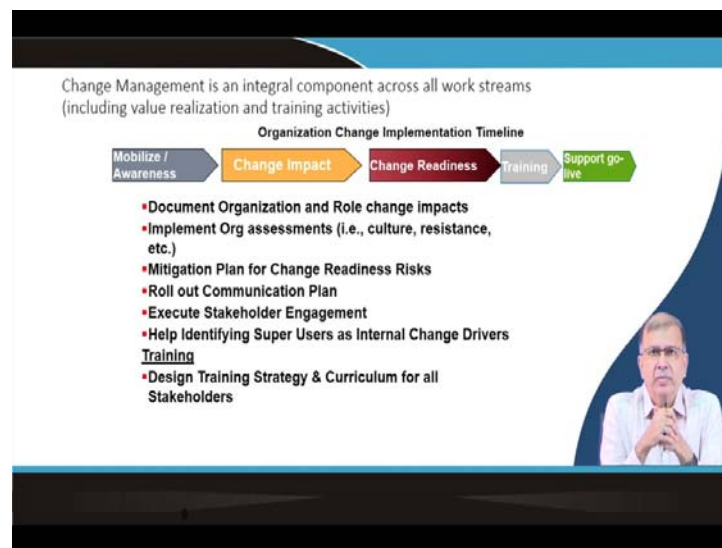 Change Management is an integral component across all work streams
(including value realization and training activities)
Organization Change Implementation Timeline
Mobilize /
Awareness
Change Impact
Change Readiness
Training
Support go-
live
▪Document Organization and Role change impacts
▪Implement Org assessments (i.e., culture, resistance,
etc.)
▪Mitigation Plan for Change Readiness Risks
▪Roll out Communication Plan
▪Execute Stakeholder Engagement
▪Help Identifying Super Users as Internal Change Drivers
Training
▪Design Training Strategy & Curriculum for all
Stakeholders